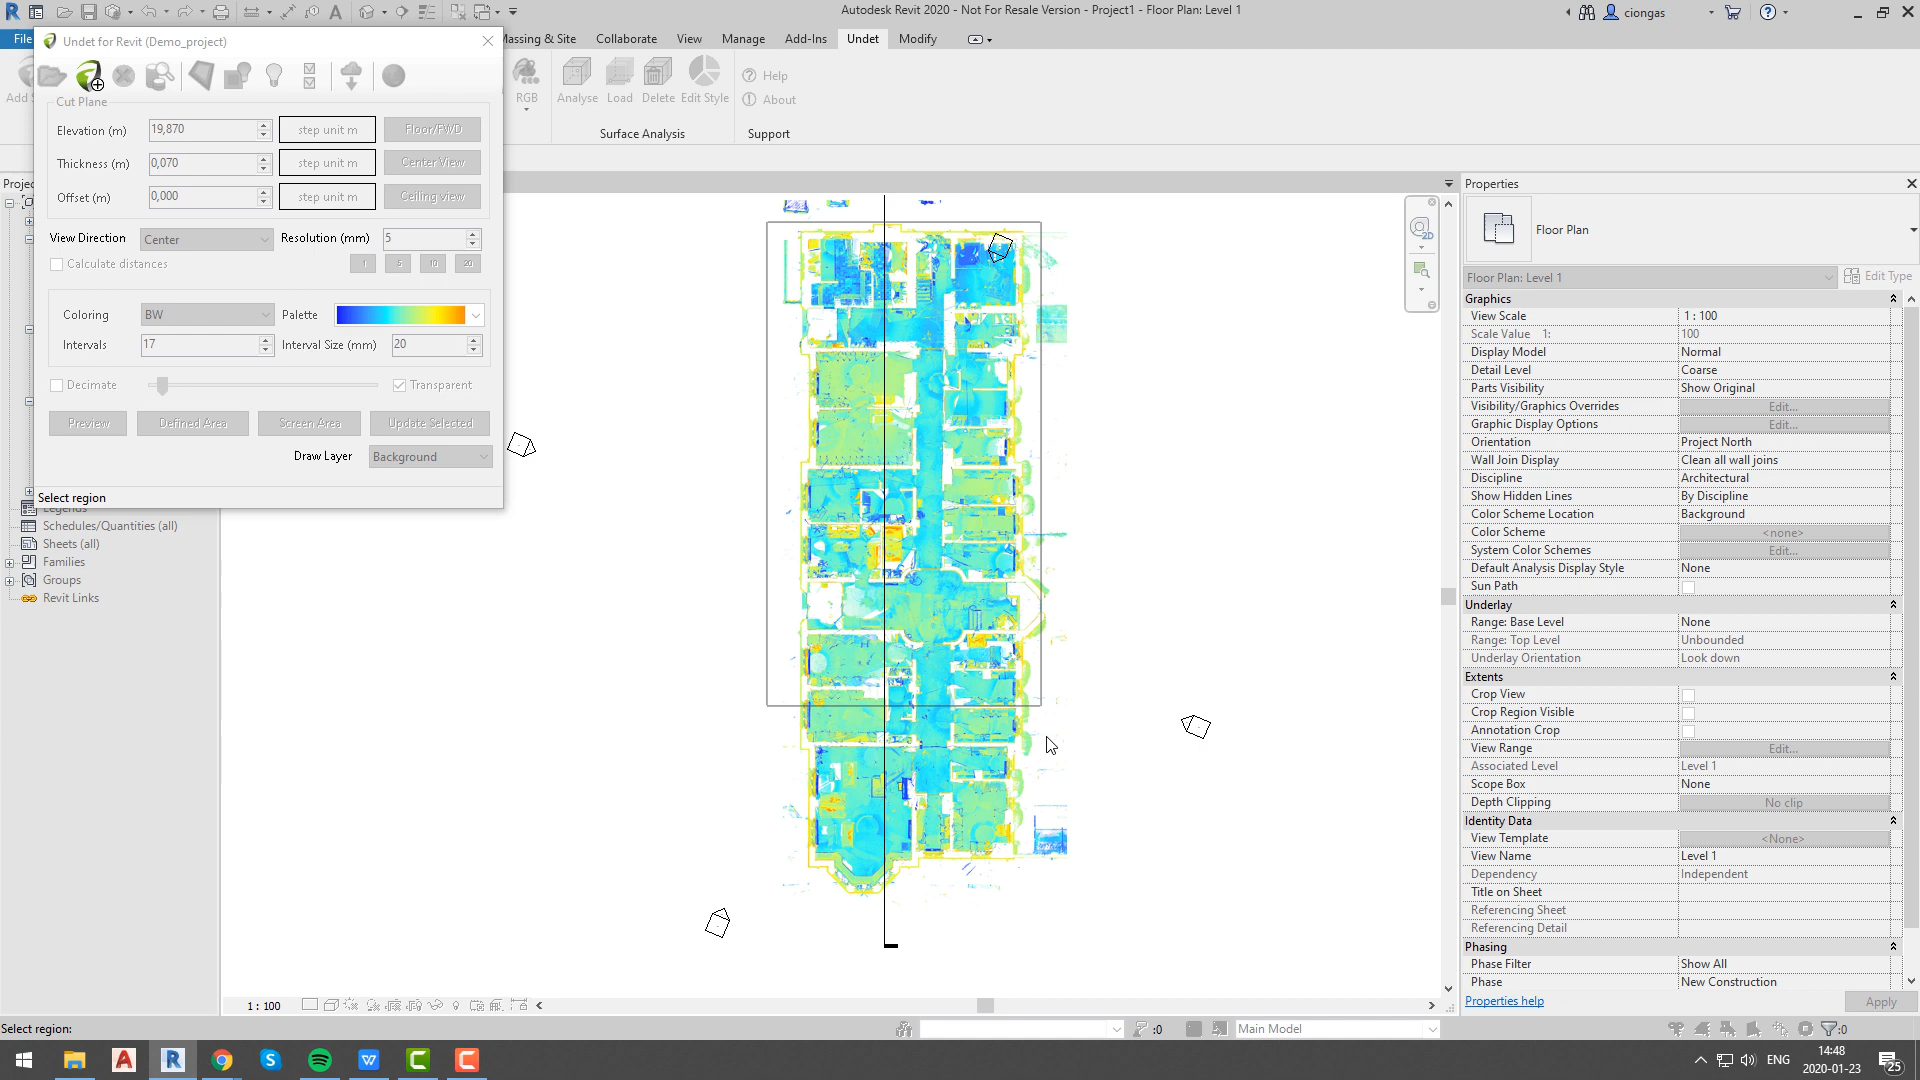 Autodesk Revit 2020 - Not For Resale Version - Project1 - Floor Plan: Level 1
ciongas
File
Massing & Site
Collaborate
View
Manage
Add-Ins
Undet
Modify
Undet for Revit (Demo_project)
Add S
RGB
Analyse
Load
Delete
Edit Style
Surface Analysis
Help
About
Support
Cut Plane
Elevation (m)
19,870
step unit m
Floor/FWD
Thickness (m)
0,070
step unit m
Center View
Offset (m)
0,000
step unit m
Ceiling view
View Direction
Center
Resolution (mm)
5
Calculate distances
1
5
10
20
Coloring
BW
Palette
Intervals
17
Interval Size (mm)
20
Decimate
Transparent
Preview
Defined Area
Screen Area
Update Selected
Draw Layer
Background
Select region
Projec
Legends
Schedules/Quantities (all)
Sheets (all)
Families
Groups
Revit Links
2D
Properties
Floor Plan
Floor Plan: Level 1
Edit Type
Graphics
View Scale
1 : 100
Scale Value 1:
100
Display Model
Normal
Detail Level
Coarse
Parts Visibility
Show Original
Visibility/Graphics Overrides
Edit...
Graphic Display Options
Edit...
Orientation
Project North
Wall Join Display
Clean all wall joins
Discipline
Architectural
Show Hidden Lines
By Discipline
Color Scheme Location
Background
Color Scheme
<none>
System Color Schemes
Edit...
Default Analysis Display Style
None
Sun Path
Underlay
Range: Base Level
None
Range: Top Level
Unbounded
Underlay Orientation
Look down
Extents
Crop View
Crop Region Visible
Annotation Crop
View Range
Edit...
Associated Level
Level 1
Scope Box
None
Depth Clipping
No clip
Identity Data
View Template
<None>
View Name
Level 1
Dependency
Independent
Title on Sheet
Referencing Sheet
Referencing Detail
Phasing
Phase Filter
Show All
Phase
New Construction
Properties help
Apply
1 : 100
Select region:
:0
Main Model
:0
ENG
14:48
2020-01-23
25